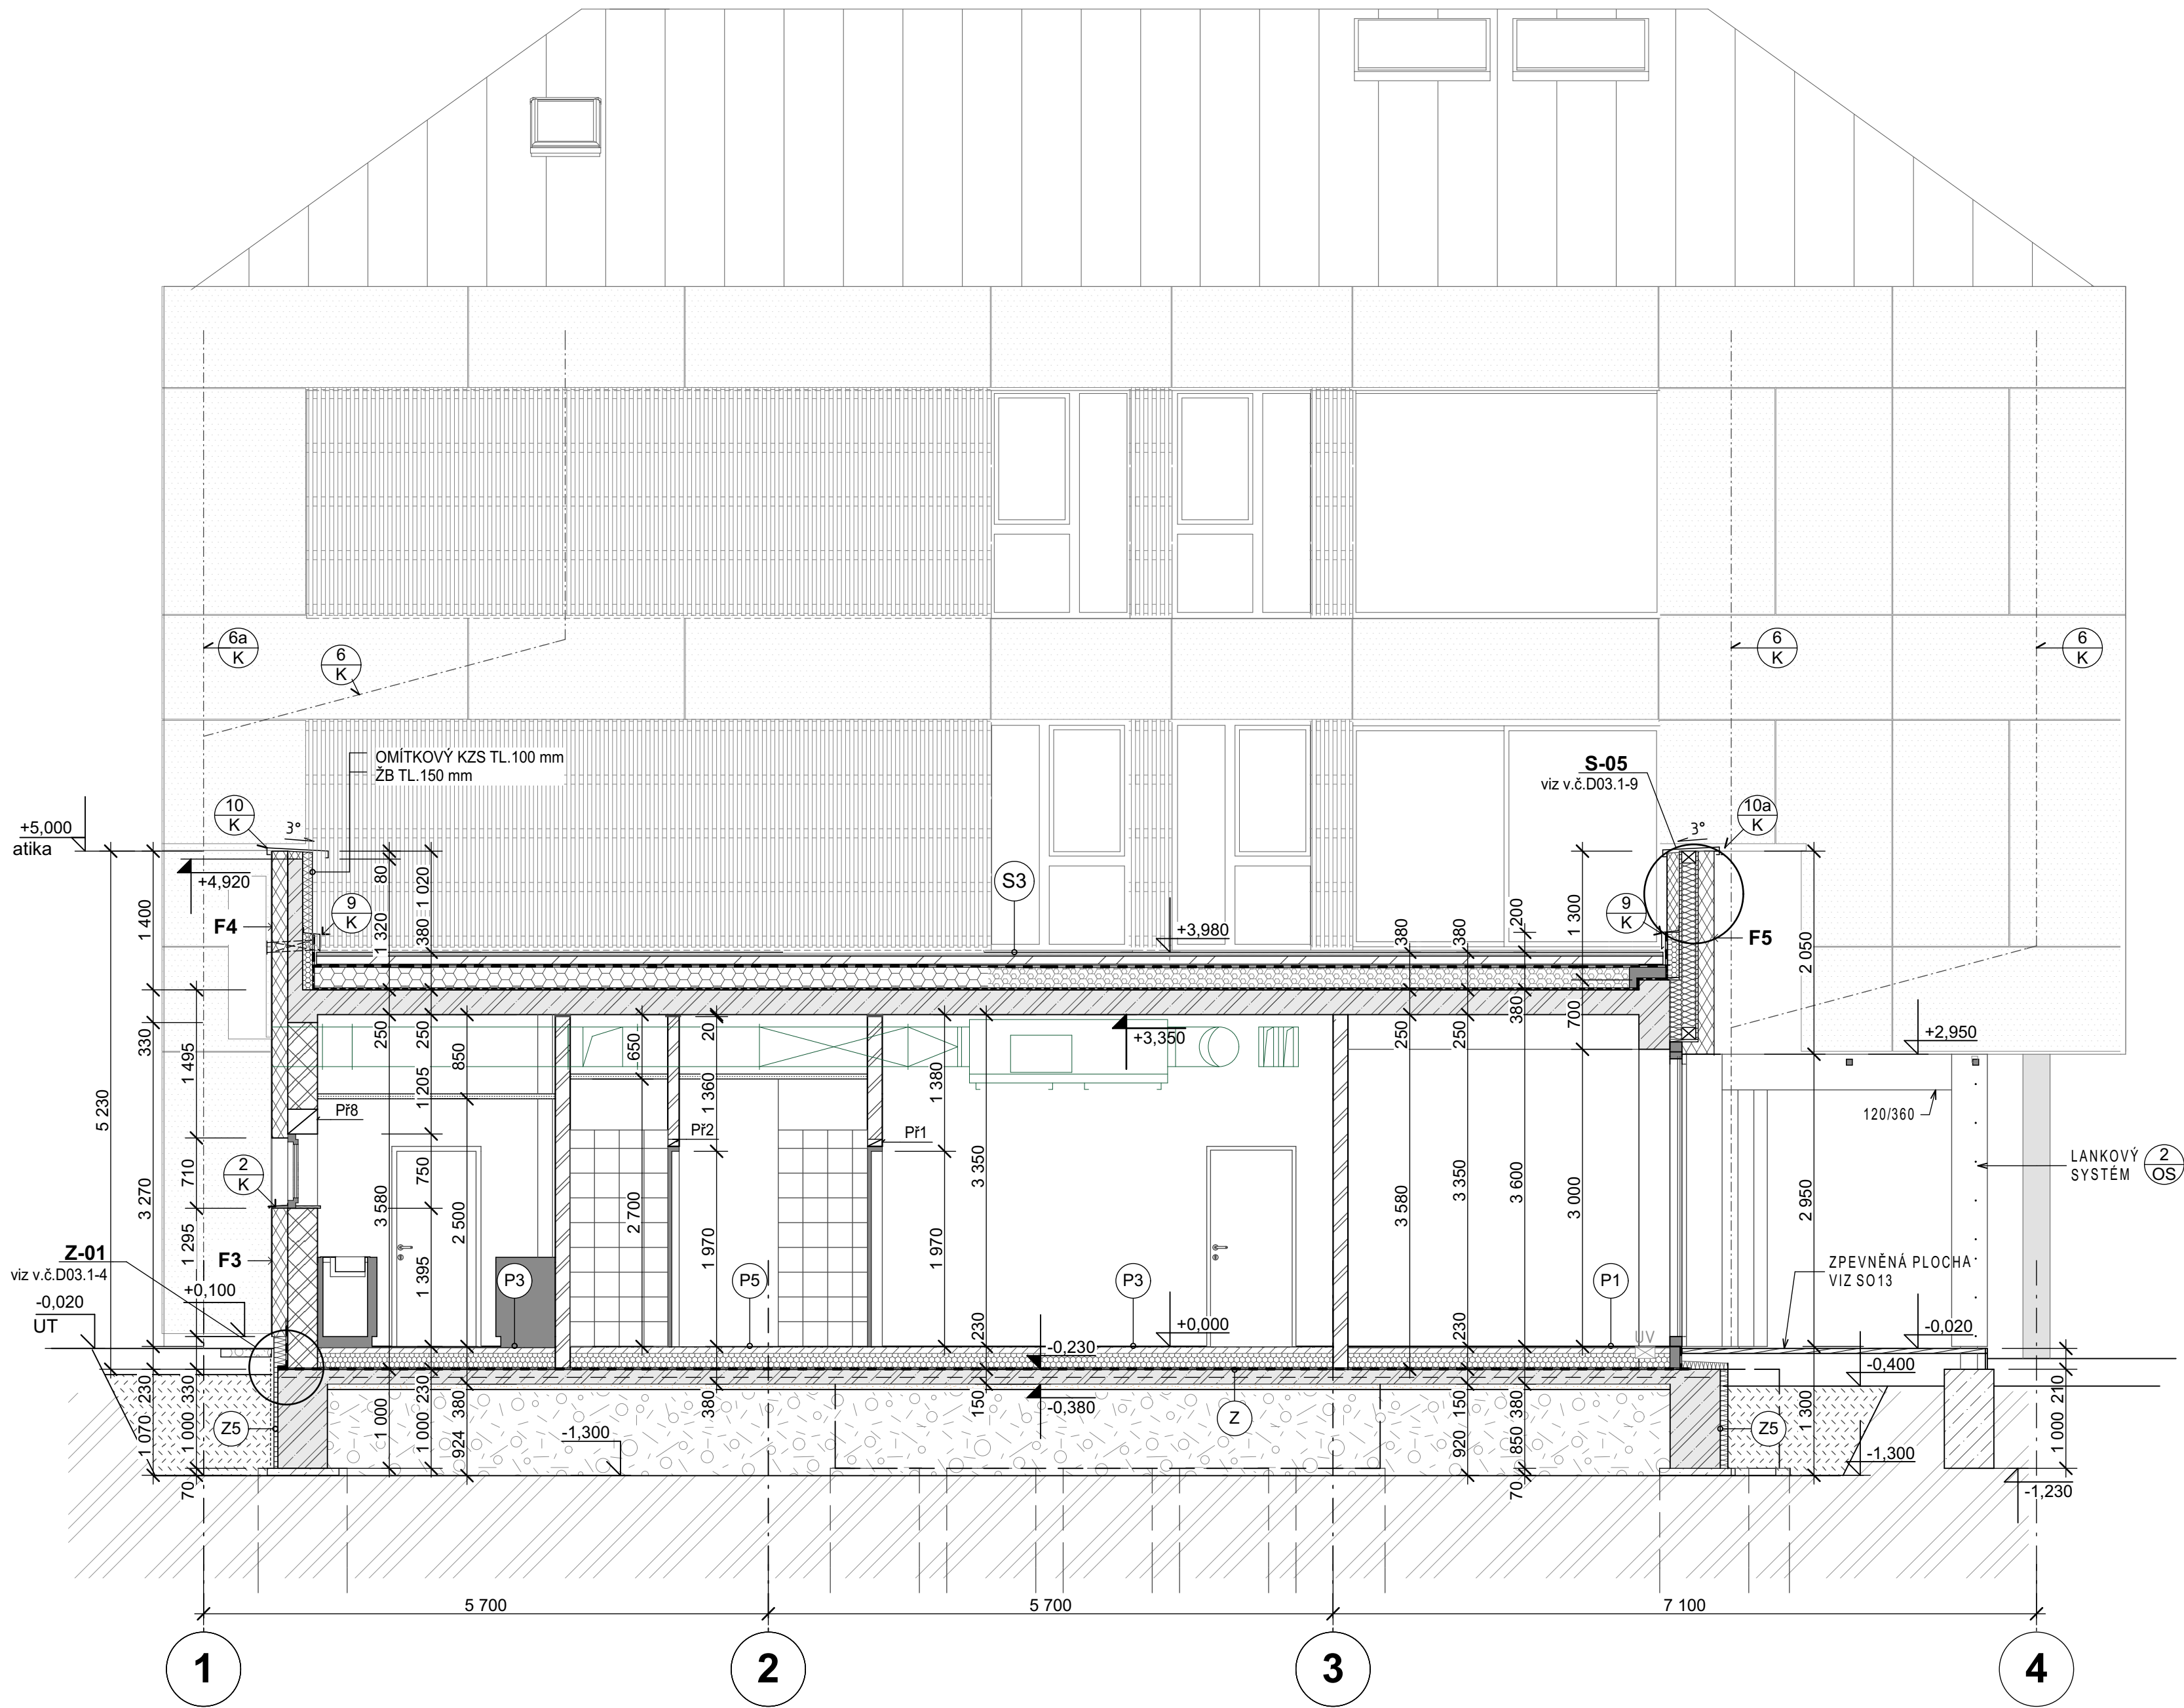 6a
K
6
K
6
K
6
K
OMÍTKOVÝ KZS TL.100 mm
ŽB TL.150 mm
S-05
viz v.č.D03.1-9
10
K
3°
10a
K
3°
+5,000
atika
+4,920
S3
9
K
9
K
F4
F5
+3,980
80
1 020
1 320
380
380
380
200
1 300
1 400
2 050
330
1 495
250
250
850
650
20
1 360
1 380
+3,350
250
250
380
700
+2,950
5 230
1 205
Př8
Př2
Př1
120/360
2
K
710
750
3 270
3 580
2 500
2 700
1 970
1 970
3 350
3 580
3 350
3 600
3 000
2 950
LANKOVÝ
SYSTÉM
2
OS
Z-01
viz v.č.D03.1-4
F3
1 295
1 395
P3
P5
P3
P1
ZPEVNĚNÁ PLOCHA
VIZ SO13
+0,100
-0,020
UT
+0,000
UV
-0,020
230
230
-0,230
-0,400
230
330
230
380
380
150
-0,380
150
380
210
1 070
1 000
1 000
1 000
924
Z5
-1,300
Z
920
850
Z5
1 300
-1,300
1 000
70
70
-1,230
5 700
5 700
7 100
1
2
3
4